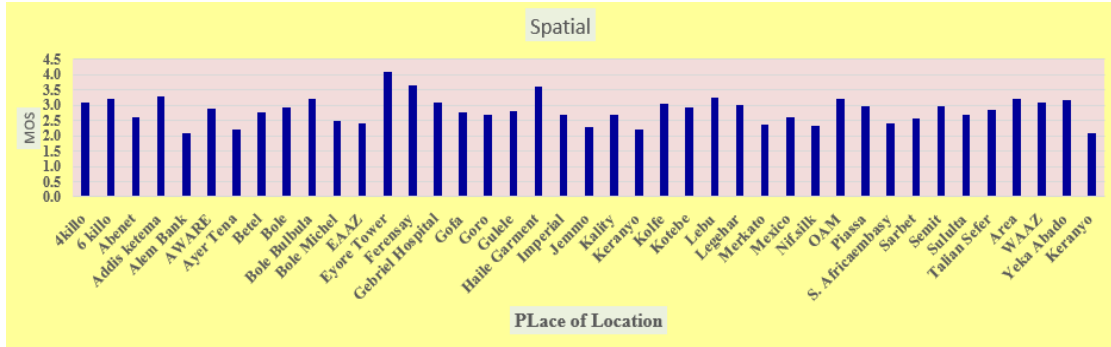 Spatial
4.5
4.0
3.5
3.0
2.5
2.0
1.5
1.0
0.5
0.0
MOS
4killo
6 killo
Abenet
Addis ketema
Alem Bank
AWARE
Ayer Tena
Betel
Bole
Bole Bulbula
Bole Michel
EAAZ
Eyore Tower
Ferensay
Gebriel Hospital
Gofa
Goro
Gulele
Haile Garment
Imperial
Jemmo
Kality
Keranyo
Kolfe
Kotebe
Lebu
Legehar
Merkato
Mexico
Nif.silk
OAM
Piassa
S. Africaembasy
Sarbet
Semit
Sululta
Talian Sefer
Area
WAAZ
Yeka Abado
Keranyo
PLace of Location